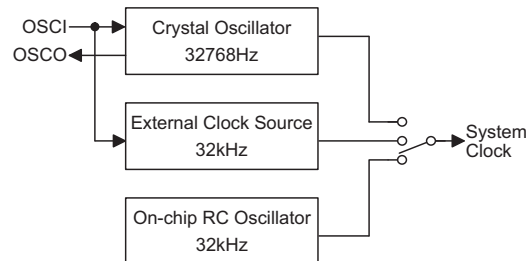 OSCI
OSCO
Crystal Oscillator
32768Hz
External Clock Source
32kHz
System
Clock
On-chip RC Oscillator
32kHz